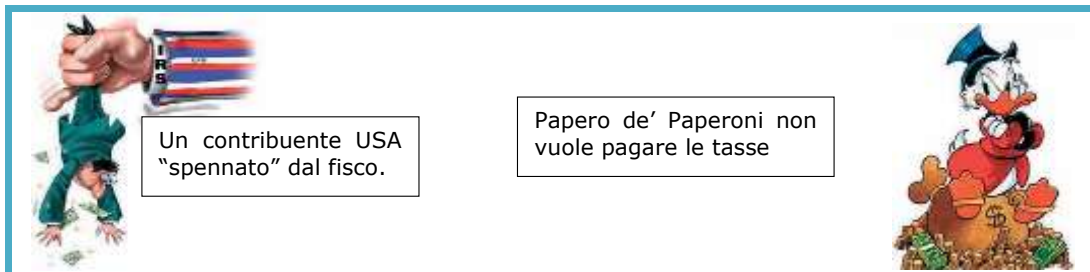 IRS
Un contribuente USA
“spennato” dal fisco.
Papero de’ Paperoni non
vuole pagare le tasse
$